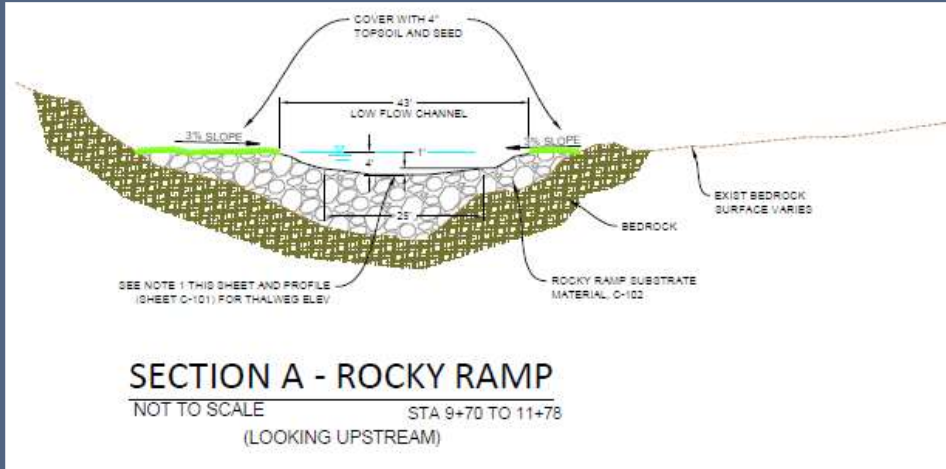 COVER WITH 4"
TOPSOIL AND SEED
43'
LOW FLOW CHANNEL
3% SLOPE
3% SLOPE
4'
1'
25'
EXIST BEDROCK
SURFACE VARIES
BEDROCK
SEE NOTE 1 THIS SHEET AND PROFILE
(SHEET C-101) FOR THALWEG ELEV
ROCKY RAMP SUBSTRATE
MATERIAL, C-102
SECTION A - ROCKY RAMP
NOT TO SCALE
STA 9+70 TO 11+78
(LOOKING UPSTREAM)